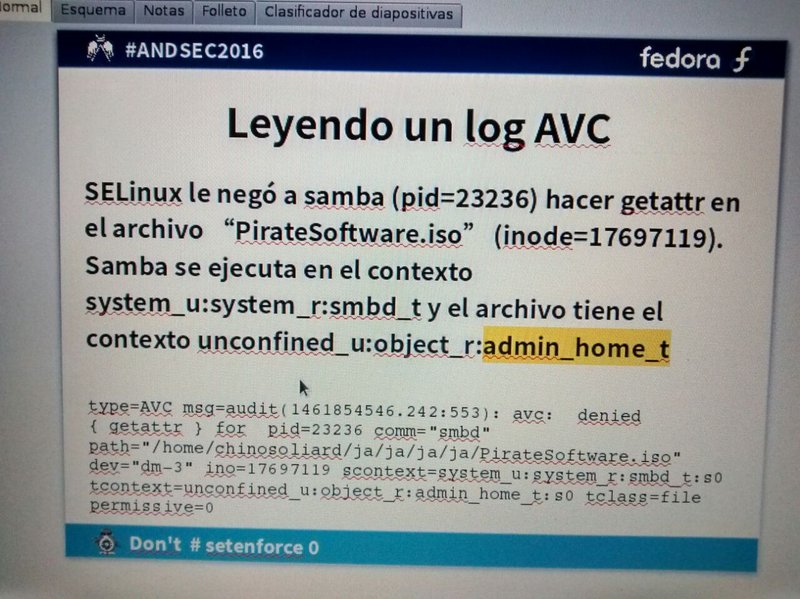 Normal Esquema Notas Folleto Clasificador de diapositivas
#ANDSEC2016 fedora
Leyendo un log AVC
SELinux le negó a samba (pid=23236) hacer getattr en
el archivo “PirateSoftware.iso” (inode=17697119).
Samba se ejecuta en el contexto
system_u:system_r:smbd_t y el archivo tiene el
contexto unconfined_u:object_r:admin_home_t
type=AVC msg=audit(1461854546.242:553): avc: denied
{ getattr } for pid=23236 comm="smbd"
path="/home/chinosoliard/ja/ja/ja/ja/PirateSoftware.iso"
dev="dm-3" ino=17697119 scontext=system_u:system_r:smbd_t:s0
tcontext=unconfined_u:object_r:admin_home_t:s0 tclass=file
permissive=0
Don't # setenforce 0